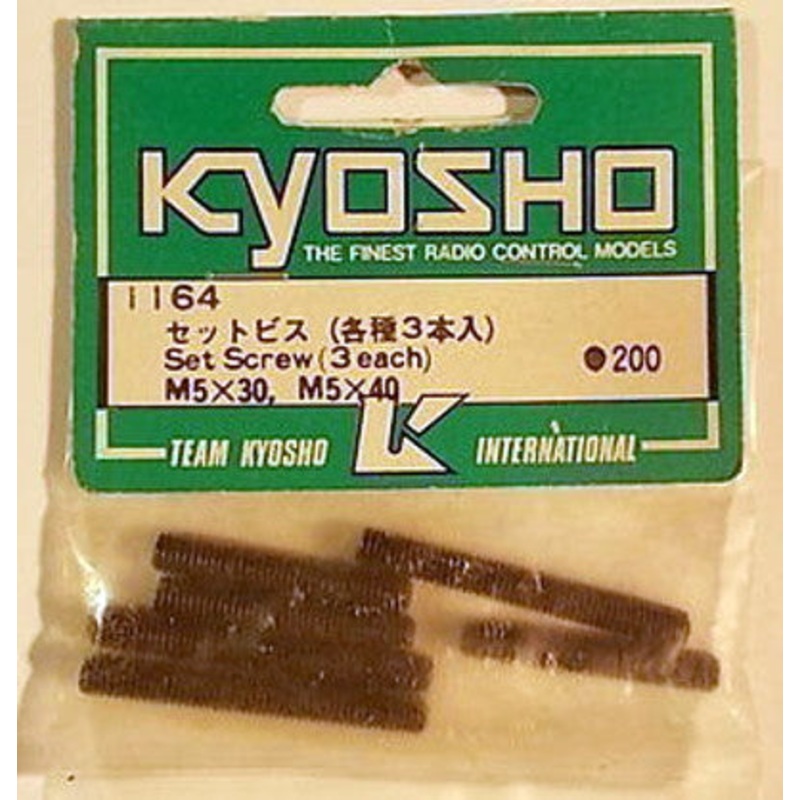 KYOSHO
THE FINEST RADIO CONTROL MODELS
1164
セットビス (各種3本入)
Set Screw (3 each) ●200
M5×30, M5×40
TEAM KYOSHO K INTERNATIONAL